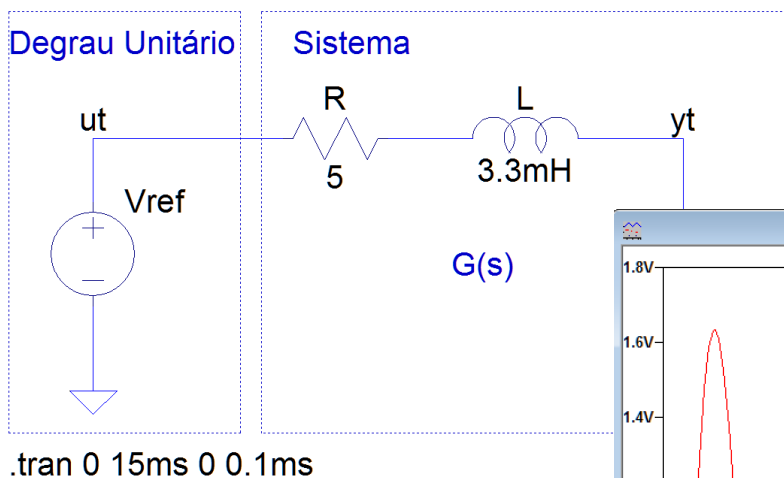 Degrau Unitário
Sistema
ut
R
L
yt
5
3.3mH
Vref
G(s)
1.8V
1.6V
1.4V
.tran 0 15ms 0 0.1ms